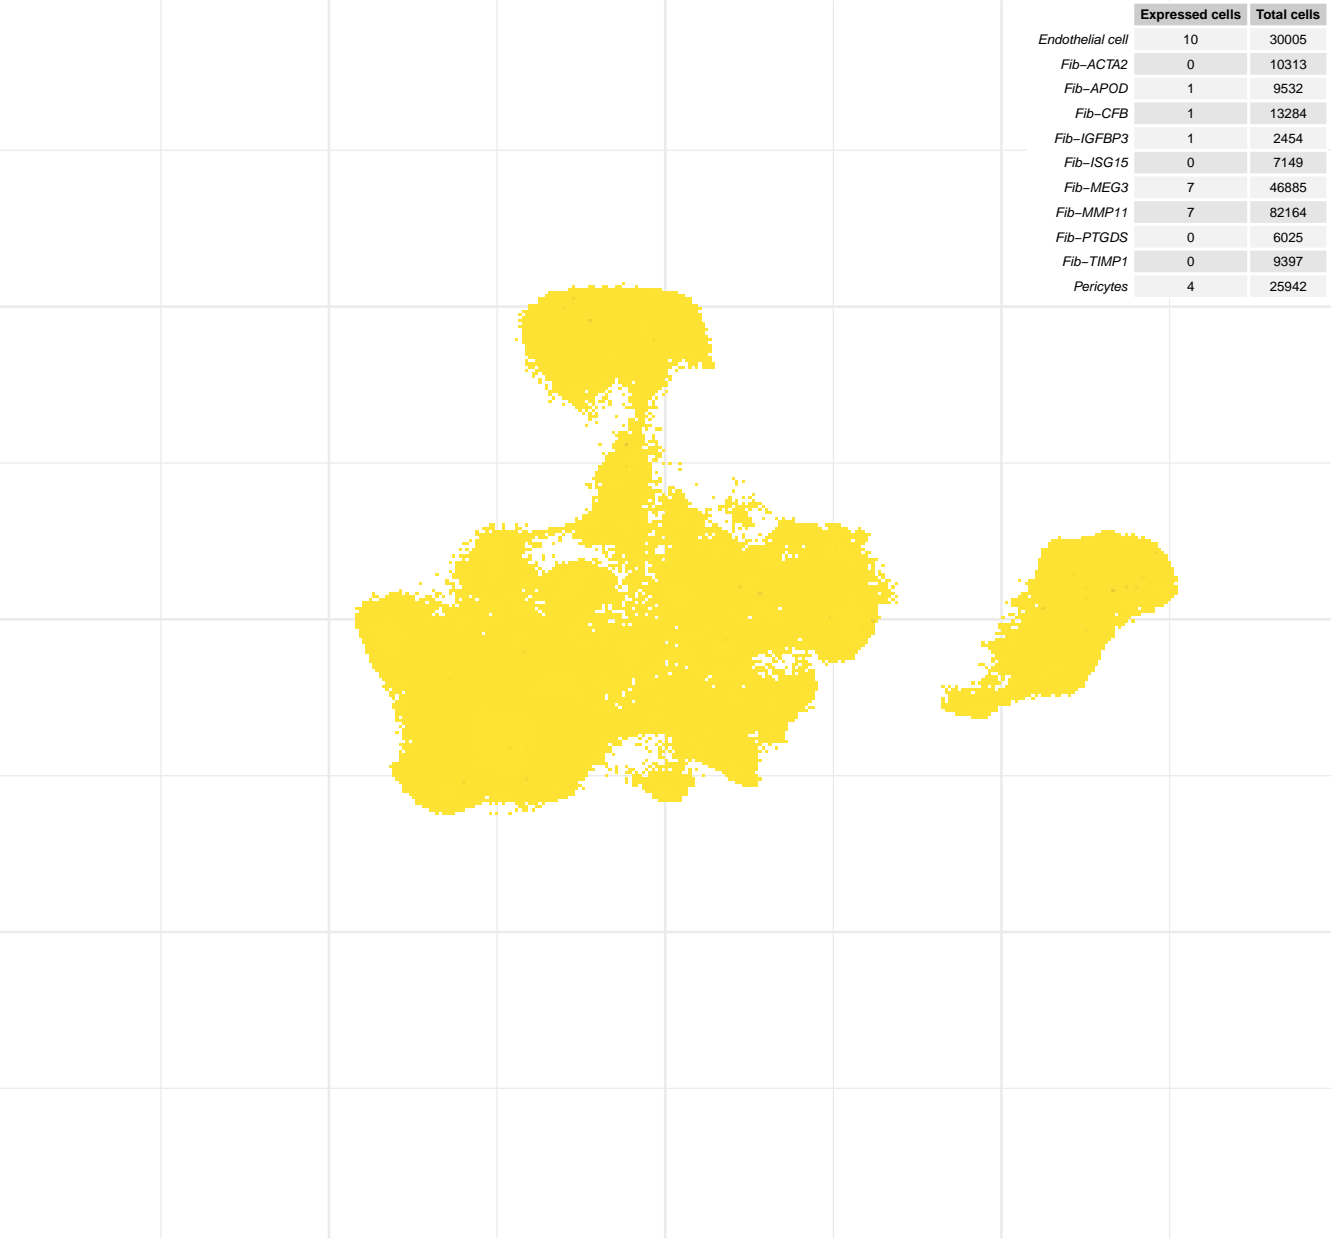 Expressed cells Total cells
Endothelial cell 10 30005
Fib−ACTA2 0 10313
Fib−APOD 1 9532
Fib−CFB 1 13284
Fib−IGFBP3 1 2454
Fib−ISG15 0 7149
Fib−MEG3 7 46885
Fib−MMP11 7 82164
Fib−PTGDS 0 6025
Fib−TIMP1 0 9397
Pericytes 4 25942